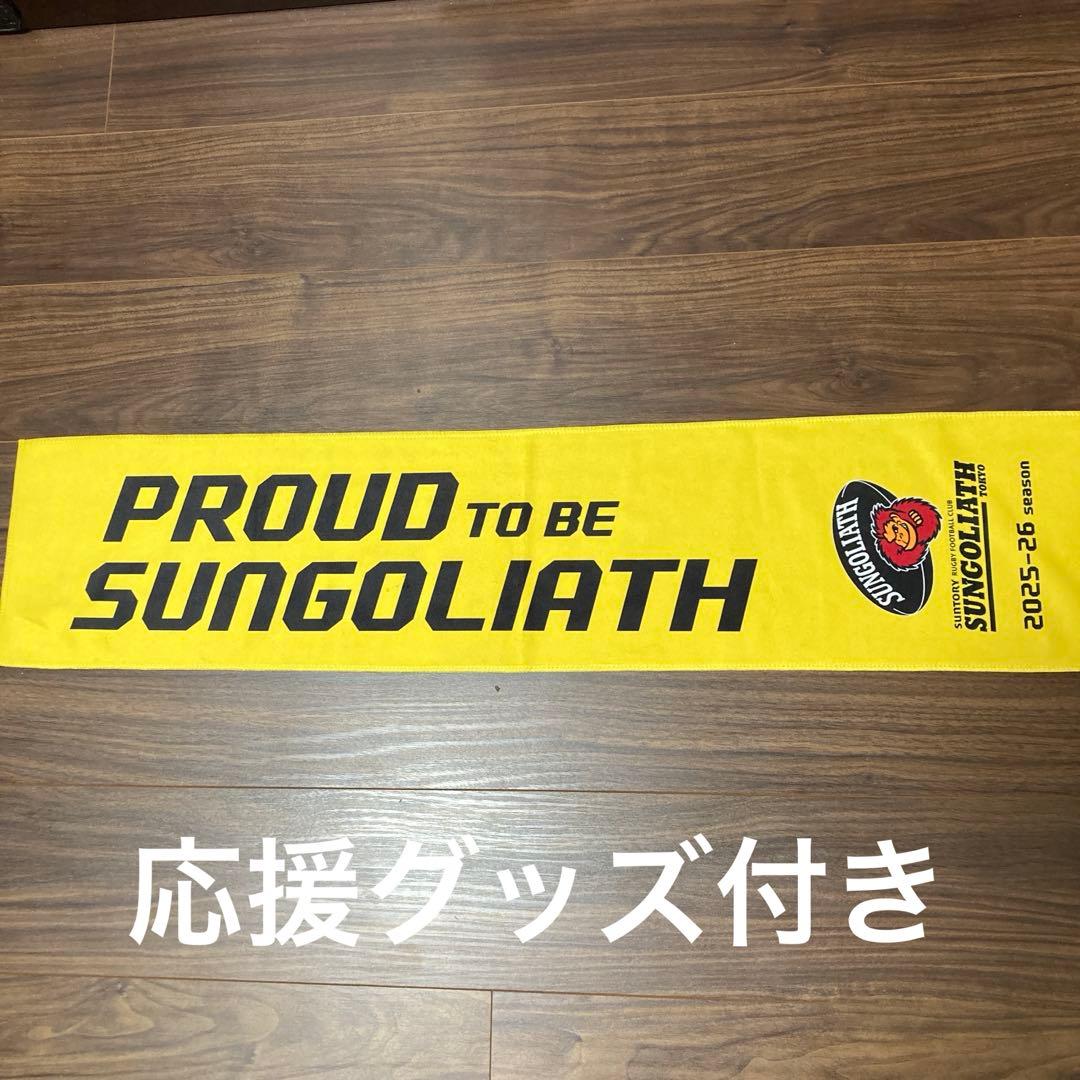 PROUD TO BE
SUNGOLIATH
SUNGOLIATH
SUNTORY RUGBY FOOTBALL CLUB
SUNGOLIATH
TOKYO
2025-26 season
応援グッズ付き